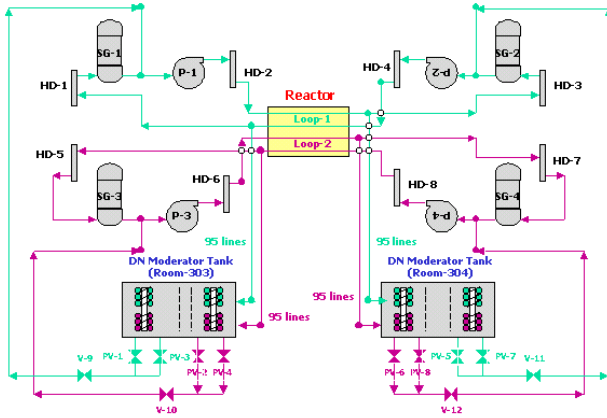 SG-1
SG-2
HD-1
P-1
HD-2
HD-4
P-2
HD-3
Reactor
Loop-1
Loop-2
HD-5
HD-6
HD-7
SG-3
P-3
HD-8
P-4
SG-4
95 lines
95 lines
DN Moderator Tank
(Room-303)
DN Moderator Tank
(Room-304)
95 lines
95 lines
V-9
PV-1
PV-3
PV-2
PV-4
PV-6
PV-8
PV-5
PV-7
V-11
V-10
V-12